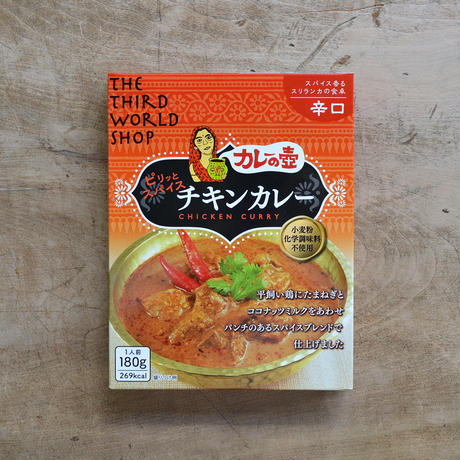 THE
THIRD
WORLD
SHOP
スパイス香る
スリランカの食卓
辛口
カレーの壺
ピリッと
スパイス
チキンカレー
CHICKEN CURRY
小麦粉
化学調味料
不使用
平飼い鶏にたまねぎと
ココナッツミルクをあわせ
パンチのあるスパイスブレンドで
仕上げました
1人前
180g
269kcal